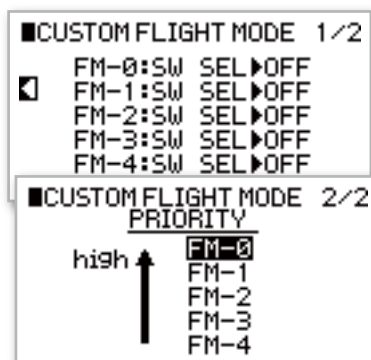 ■CUSTOM FLIGHT MODE 1/2
FM-0:SW SEL▶OFF
FM-1:SW SEL▶OFF
FM-2:SW SEL▶OFF
FM-3:SW SEL▶OFF
FM-4:SW SEL▶OFF
■CUSTOM FLIGHT MODE 2/2
PRIORITY
high
FM-0
FM-1
FM-2
FM-3
FM-4